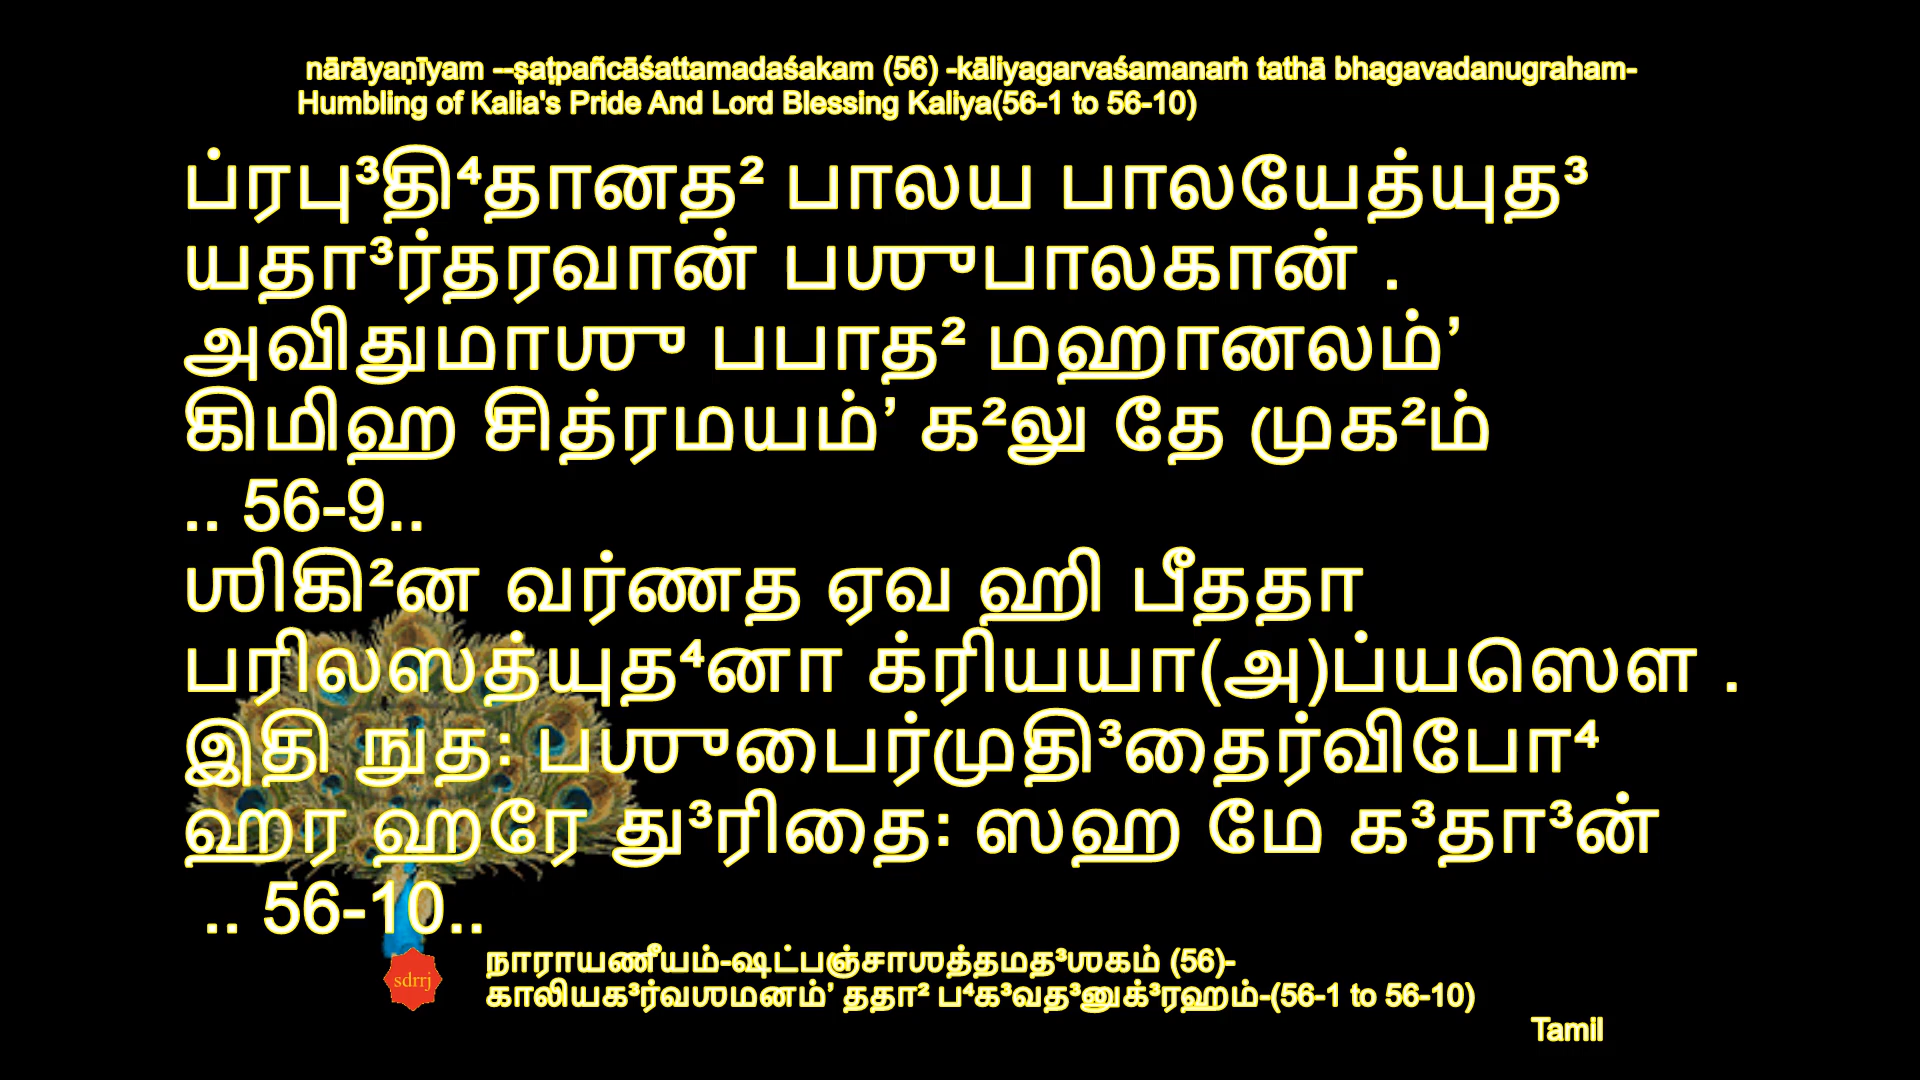 nārāyaṇīyam --ṣaṭpañcāśattamadaśakam (56) -kāliyagarvaśamanaṁ tathā bhagavadanugraham-
Humbling of Kalia's Pride And Lord Blessing Kaliya(56-1 to 56-10)
ப்ரபு³தி⁴தானத² பாலய பாலயேத்யுத³
யதா³ர்தரவான் பஶுபாலகான் .
அவிதுமாஶு பபாத² மஹானலம்ʼ
கிமிஹ சித்ரமயம்ʼ க²லு தே முக²ம்
.. 56-9..
ஶிகி²ன வர்ணத ஏவ ஹி பீததா
பரிலஸத்யுத⁴னா க்ரியயா(அ)ப்யஸௌ .
இதி நுத꞉ பஶுபைர்முதி³தைர்விபோ⁴
ஹர ஹரே து³ரிதை꞉ ஸஹ மே க³தா³ன்
.. 56-10..
sdrrj
நாராயணீயம்-ஷட்பஞ்சாஶத்தமத³ஶகம் (56)-
காலியக³ர்வஶமனம்ʼ ததா² ப⁴க³வத³னுக்³ரஹம்-(56-1 to 56-10)
Tamil